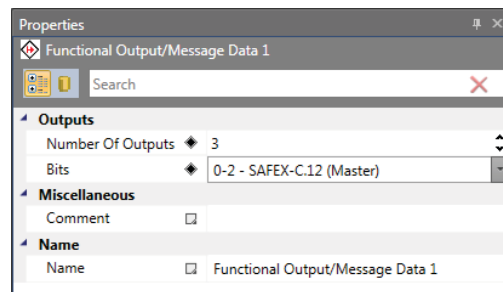 Properties
Functional Output/Message Data 1
Search
Outputs
Number Of Outputs 3
Bits 0-2 - SAFEX-C.12 (Master)
Miscellaneous
Comment
Name
Name Functional Output/Message Data 1